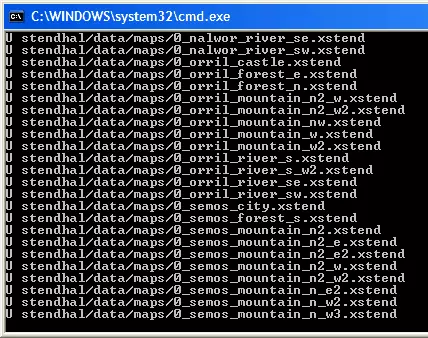 C:\WINDOWS\system32\cmd.exe
U stendhal/data/maps/0_nalwor_river_se.xstend
U stendhal/data/maps/0_nalwor_river_sw.xstend
U stendhal/data/maps/0_orril_castle.xstend
U stendhal/data/maps/0_orril_forest_e.xstend
U stendhal/data/maps/0_orril_forest_n.xstend
U stendhal/data/maps/0_orril_mountain_n2_w.xstend
U stendhal/data/maps/0_orril_mountain_n2_w2.xstend
U stendhal/data/maps/0_orril_mountain_nw.xstend
U stendhal/data/maps/0_orril_mountain_w.xstend
U stendhal/data/maps/0_orril_mountain_w2.xstend
U stendhal/data/maps/0_orril_river_s.xstend
U stendhal/data/maps/0_orril_river_s_w2.xstend
U stendhal/data/maps/0_orril_river_se.xstend
U stendhal/data/maps/0_orril_river_sw.xstend
U stendhal/data/maps/0_semos_city.xstend
U stendhal/data/maps/0_semos_forest_s.xstend
U stendhal/data/maps/0_semos_mountain_n2.xstend
U stendhal/data/maps/0_semos_mountain_n2_e.xstend
U stendhal/data/maps/0_semos_mountain_n2_e2.xstend
U stendhal/data/maps/0_semos_mountain_n2_w.xstend
U stendhal/data/maps/0_semos_mountain_n2_w2.xstend
U stendhal/data/maps/0_semos_mountain_n_e2.xstend
U stendhal/data/maps/0_semos_mountain_n_w2.xstend
U stendhal/data/maps/0_semos_mountain_n_w3.xstend